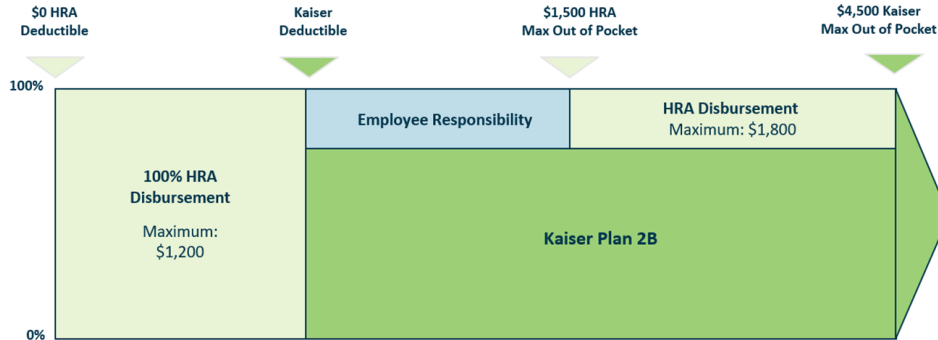 $0 HRA
Deductible
Kaiser
Deductible
$1,500 HRA
Max Out of Pocket
$4,500 Kaiser
Max Out of Pocket
100%
Employee Responsibility
HRA Disbursement
Maximum: $1,800
100% HRA
Disbursement
Maximum:
$1,200
Kaiser Plan 2B
0%